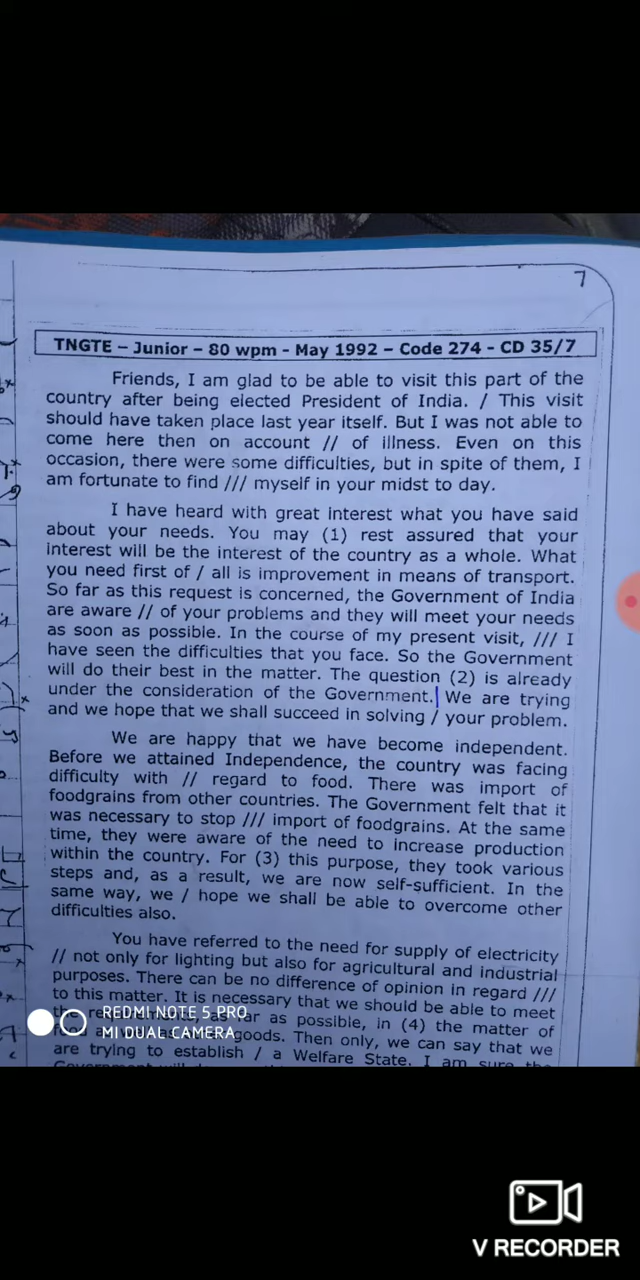 7
TNGTE – Junior – 80 wpm - May 1992 – Code 274 - CD 35/7
Friends, I am glad to be able to visit this part of the
country after being elected President of India. / This visit
should have taken place last year itself. But I was not able to
come here then on account // of illness. Even on this
occasion, there were some difficulties, but in spite of them, I
am fortunate to find /// myself in your midst to day.
I have heard with great interest what you have said
about your needs. You may (1) rest assured that your
interest will be the interest of the country as a whole. What
you need first of / all is improvement in means of transport.
So far as this request is concerned, the Government of India
are aware // of your problems and they will meet your needs
as soon as possible. In the course of my present visit, /// I
have seen the difficulties that you face. So the Government
will do their best in the matter. The question (2) is already
under the consideration of the Government. We are trying
and we hope that we shall succeed in solving / your problem.
We are happy that we have become independent.
Before we attained Independence, the country was facing
difficulty with // regard to food. There was import of
foodgrains from other countries. The Government felt that it
was necessary to stop /// import of foodgrains. At the same
time, they were aware of the need to increase production
within the country. For (3) this purpose, they took various
steps and, as a result, we are now self-sufficient. In the
same way, we / hope we shall be able to overcome other
difficulties also.
You have referred to the need for supply of electricity
// not only for lighting but also for agricultural and industrial
purposes. There can be no difference of opinion in regard ///
to this matter. It is necessary that we should be able to meet
as far as possible, in (4) the matter of
goods. Then only, we can say that we
are trying to establish / a Welfare State. I am sure the
REDMI NOTE 5 PRO
MI DUAL CAMERA
V RECORDER